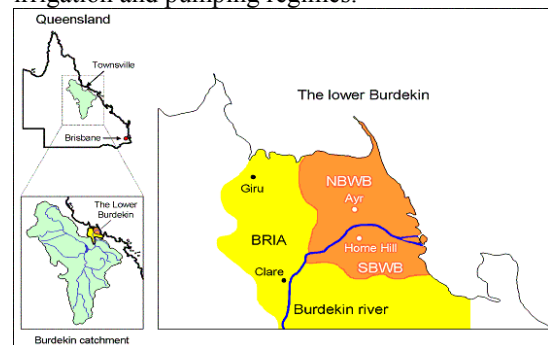 irrigation and pumping regimes.
Queensland
Townsville
Brisbane
The Lower
Burdekin
Burdekin catchment
The lower Burdekin
NBWB
Giru
Ayr
BRIA
Home Hill
Clare
SBWB
Burdekin river